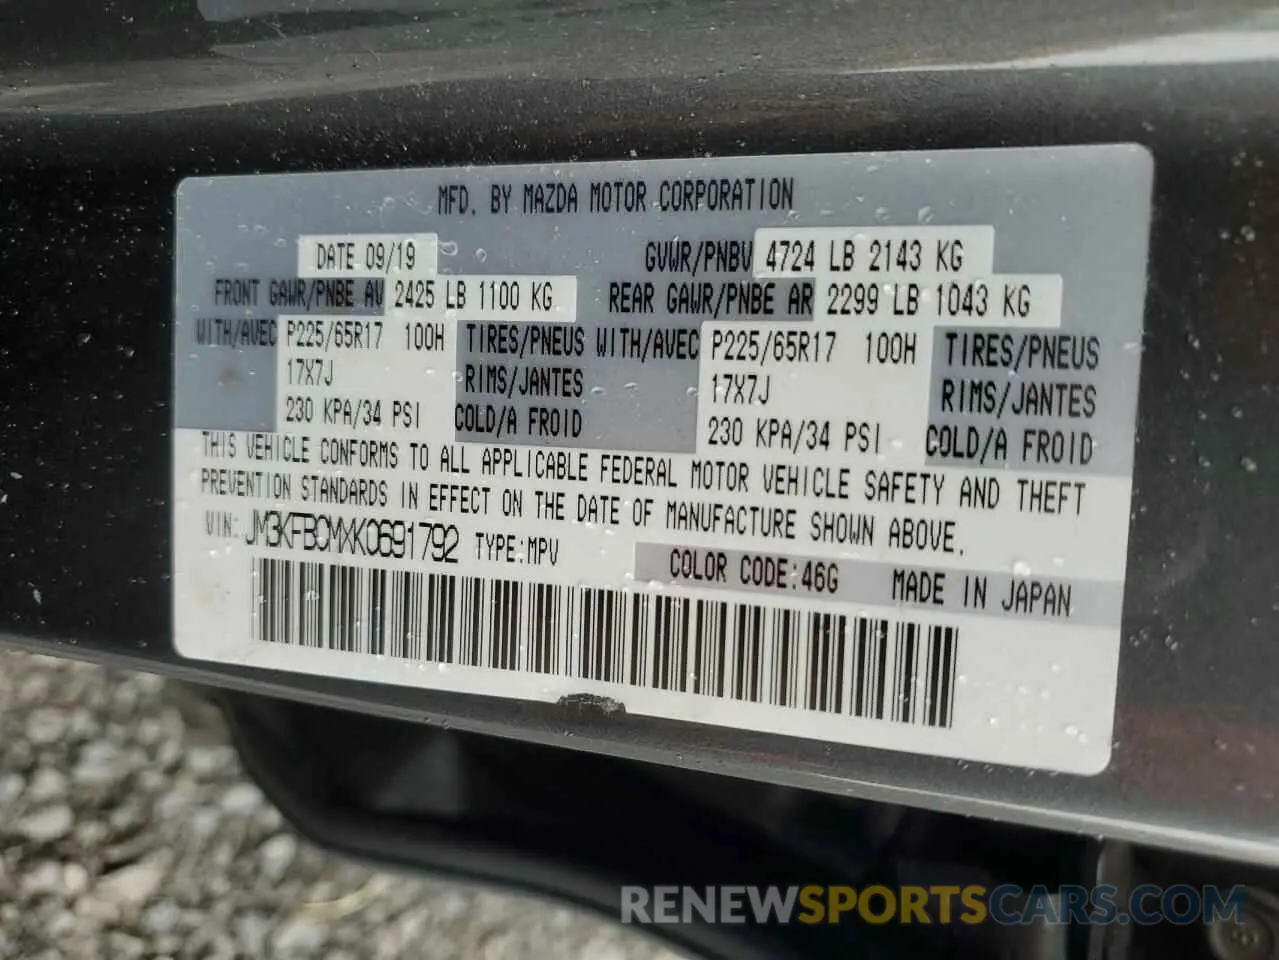 MFD. BY MAZDA MOTOR CORPORATION
DATE 09/19 GVWR/PNBV 4724 LB 2143 KG
FRONT GAWR/PNBE AV 2425 LB 1100 KG REAR GAWR/PNBE AR 2299 LB 1043 KG
WITH/AVEC P225/65R17 100H TIRES/PNEUS WITH/AVEC P225/65R17 100H TIRES/PNEUS
17X7J RIMS/JANTES 17X7J RIMS/JANTES
230 KPA/34 PSI COLD/A FROID 230 KPA/34 PSI COLD/A FROID
THIS VEHICLE CONFORMS TO ALL APPLICABLE FEDERAL MOTOR VEHICLE SAFETY AND THEFT
PREVENTION STANDARDS IN EFFECT ON THE DATE OF MANUFACTURE SHOWN ABOVE.
VIN: JM3KFBCMXK0691792 TYPE:MPV COLOR CODE:46G MADE IN JAPAN
RENEWSPORTSCARS.COM